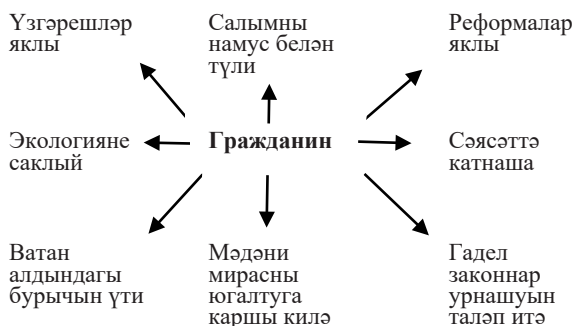 Үзгәрешләр
яклы
Салымны
намус белән
түли
Реформалар
яклы
Экологияне
саклый
Гражданин
Сәясәттә
катнаша
Ватан
алдындагы
бурычын үти
Мәдәни
мирасны
югалтуга
каршы килә
Гадел
законнар
урнашуын
таләп итә